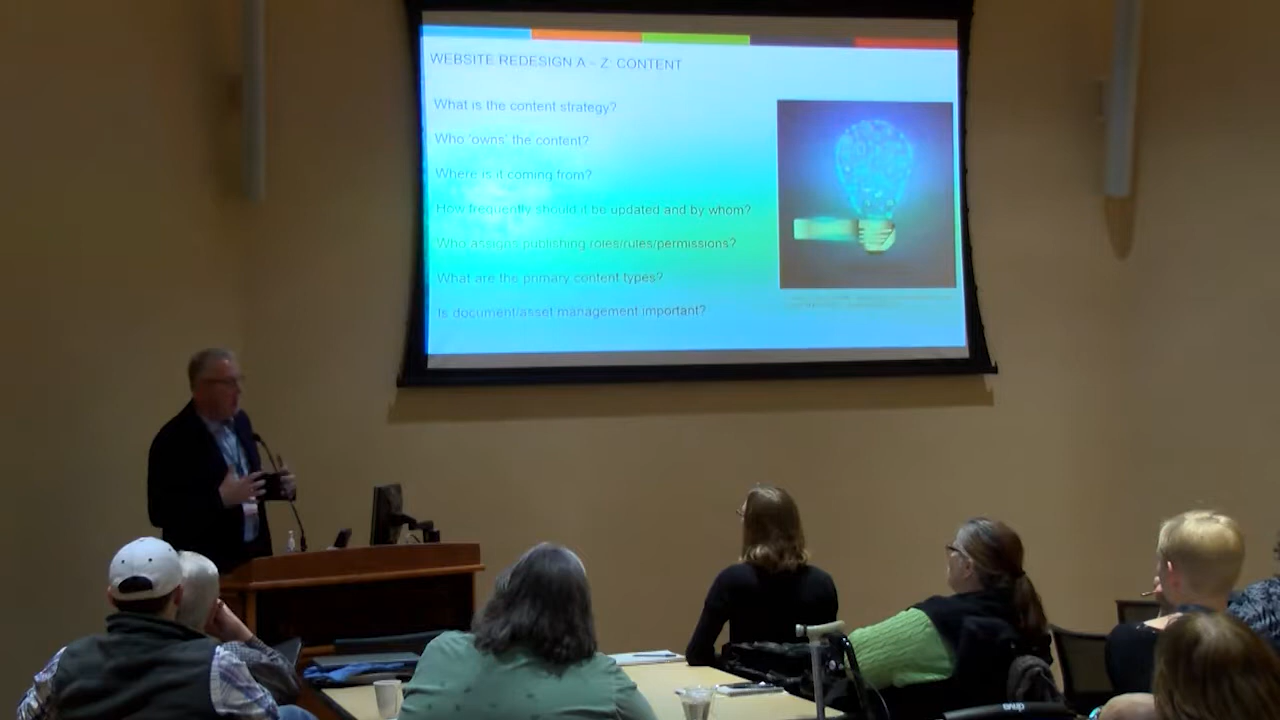 WEBSITE REDESIGN A - Z: CONTENT
What is the content strategy?
Who 'owns' the content?
Where is it coming from?
How frequently should it be updated and by whom?
Who assigns publishing roles/rules/permissions?
What are the primary content types?
Is document/asset management important?